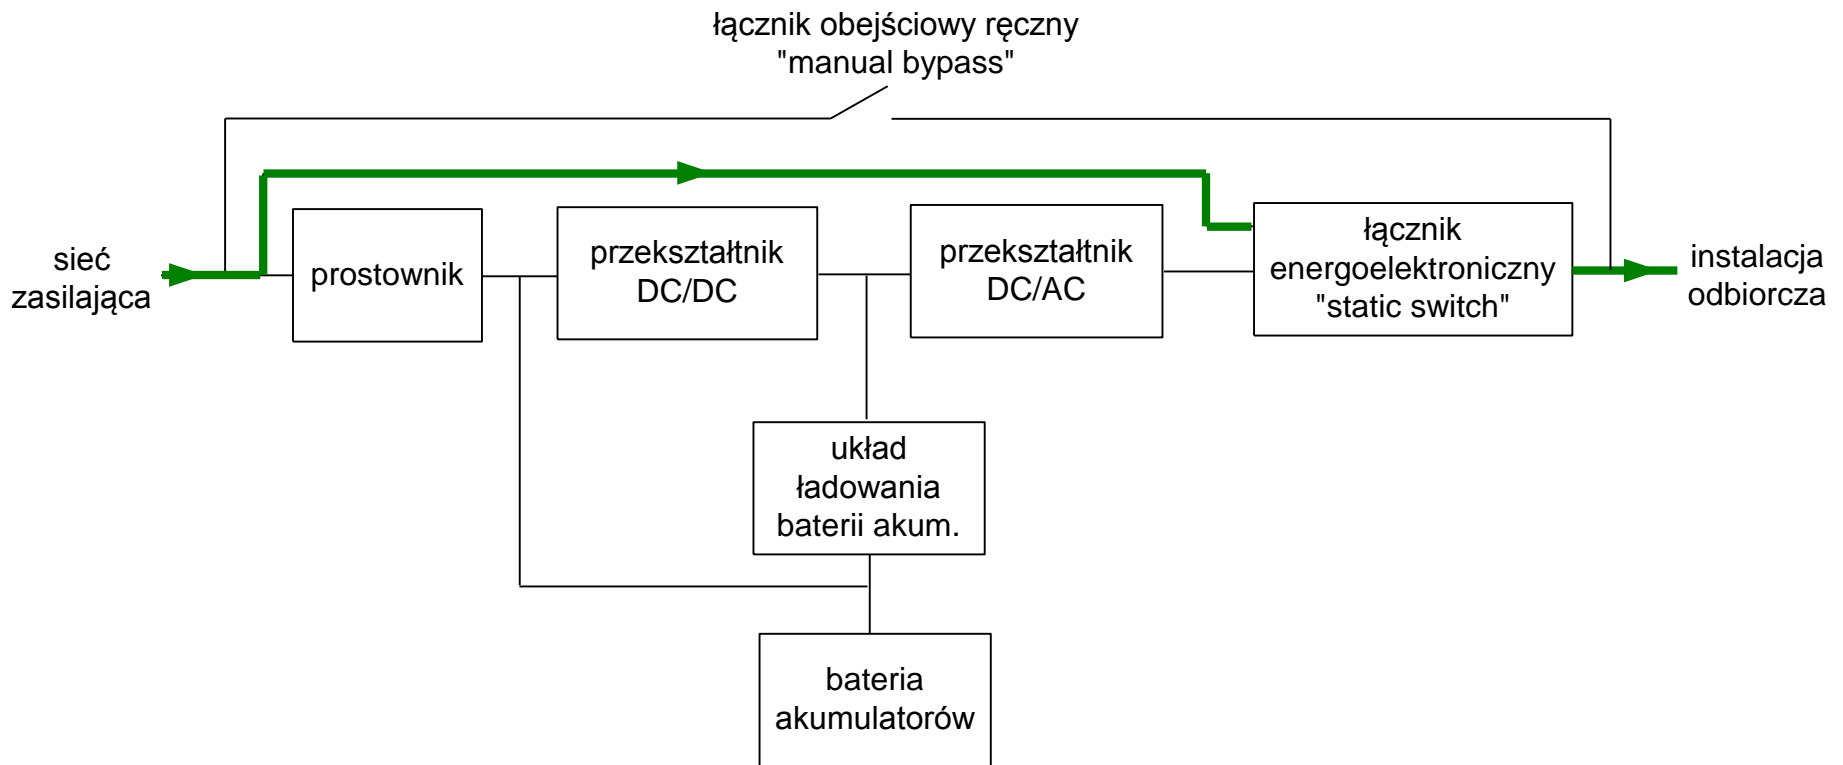 łącznik obejściowy ręczny
"manual bypass"
sieć
zasilająca
prostownik
przekształtnik
DC/DC
przekształtnik
DC/AC
łącznik
energoelektroniczny
"static switch"
instalacja
odbiorcza
układ
ładowania
baterii akum.
bateria
akumulatorów